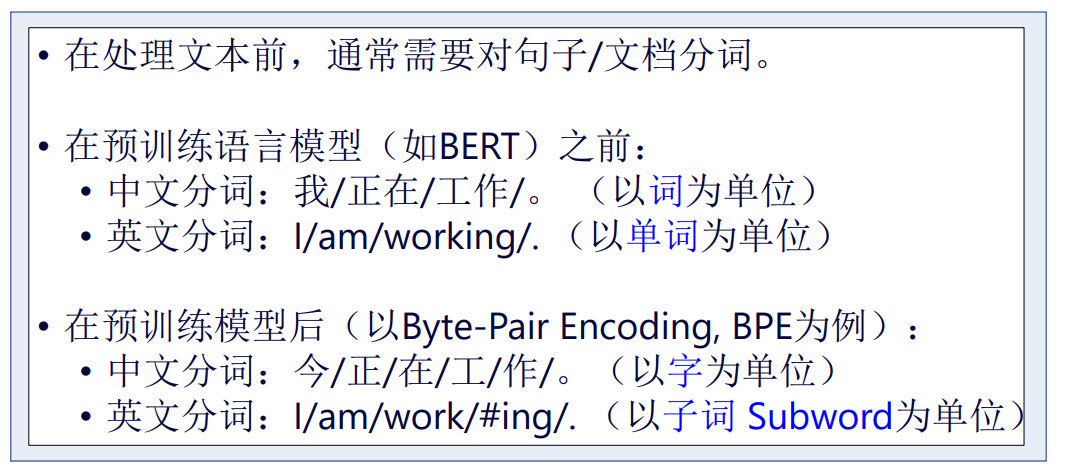 • 在处理文本前，通常需要对句子/文档分词。
• 在预训练语言模型（如BERT）之前：
• 中文分词：我/正在/工作/。（以词为单位）
• 英文分词：I/am/working/.（以单词为单位）
• 在预训练模型后（以Byte-Pair Encoding, BPE为例）：
• 中文分词：今/正/在/工/作/。（以字为单位）
• 英文分词：I/am/work/#ing/.（以子词 Subword为单位）